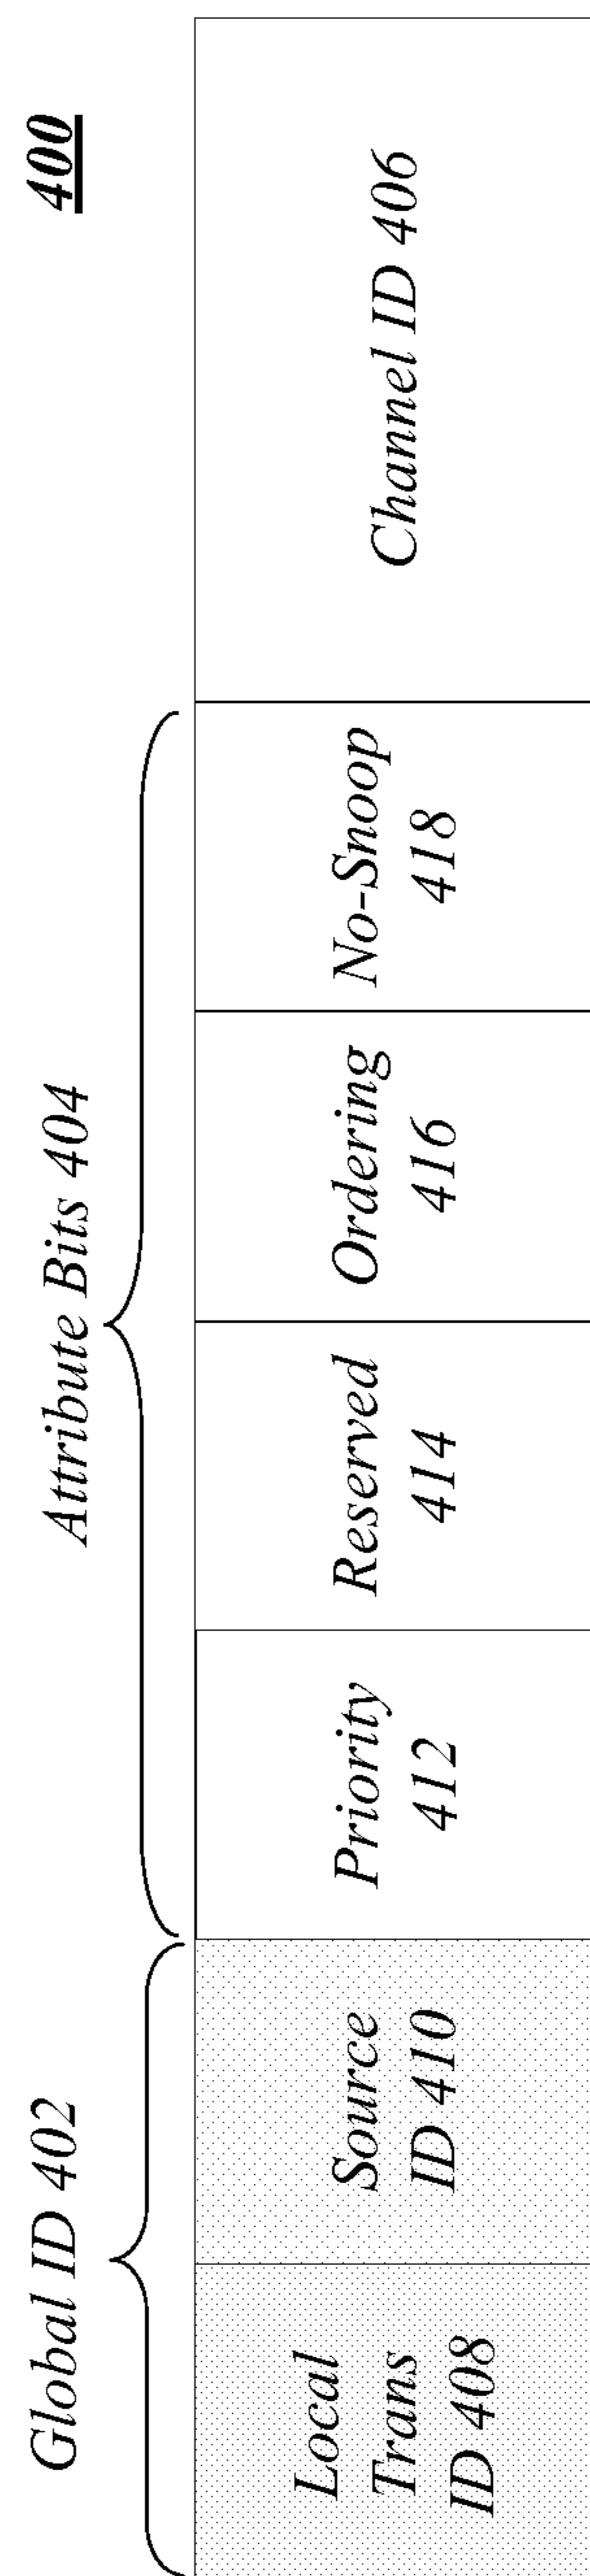 400
Global ID 402
Attribute Bits 404
Local
Trans
ID 408
Source
ID 410
Priority
412
Reserved
414
Ordering
416
No-Snoop
418
Channel ID 406